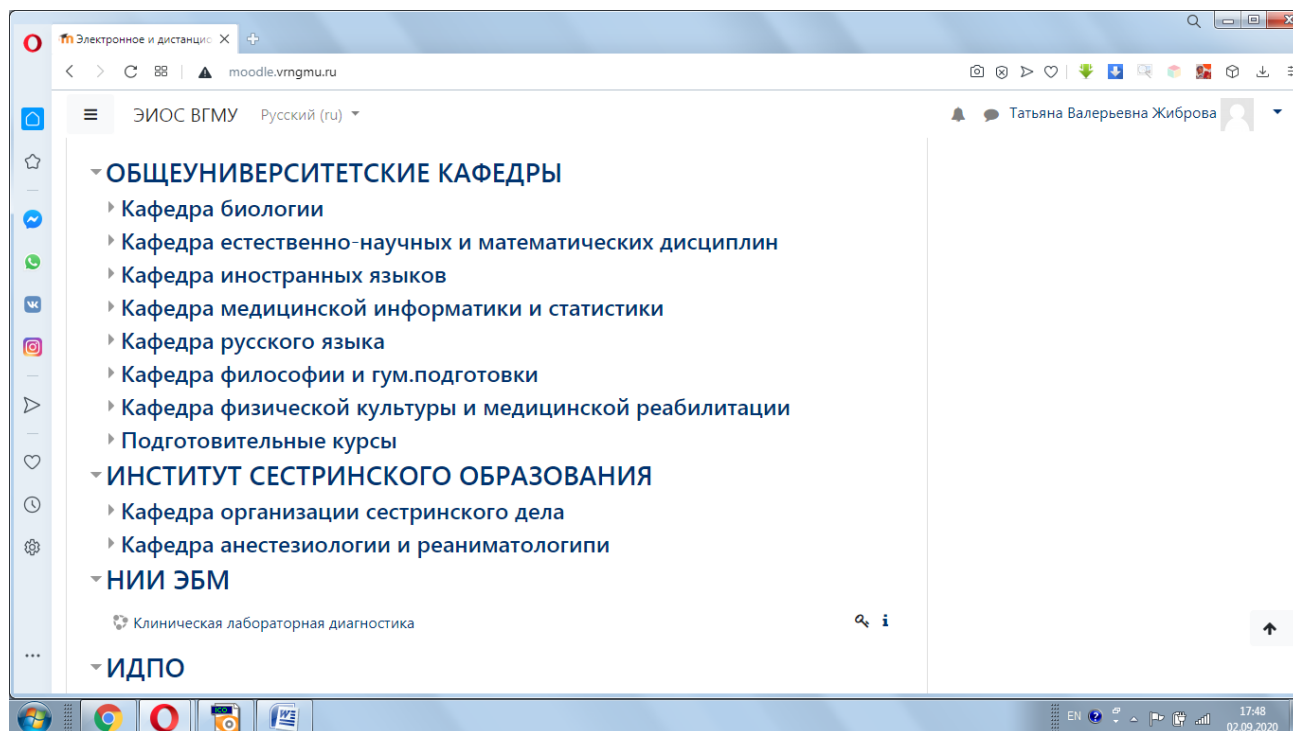 Электронное и дистанцис
moodle.vrngmu.ru
ЭИОС ВГМУ Русский (ru) Татьяна Валерьевна Жиброва
ОБЩЕУНИВЕРСИТЕТСКИЕ КАФЕДРЫ
Кафедра биологии
Кафедра естественно-научных и математических дисциплин
Кафедра иностранных языков
Кафедра медицинской информатики и статистики
Кафедра русского языка
Кафедра философии и гум.подготовки
Кафедра физической культуры и медицинской реабилитации
Подготовительные курсы
ИНСТИТУТ СЕСТРИНСКОГО ОБРАЗОВАНИЯ
Кафедра организации сестринского дела
Кафедра анестезиологии и реаниматологипи
НИИ ЭБМ
Клиническая лабораторная диагностика
ИДПО
EN 17:48
02.09.2020